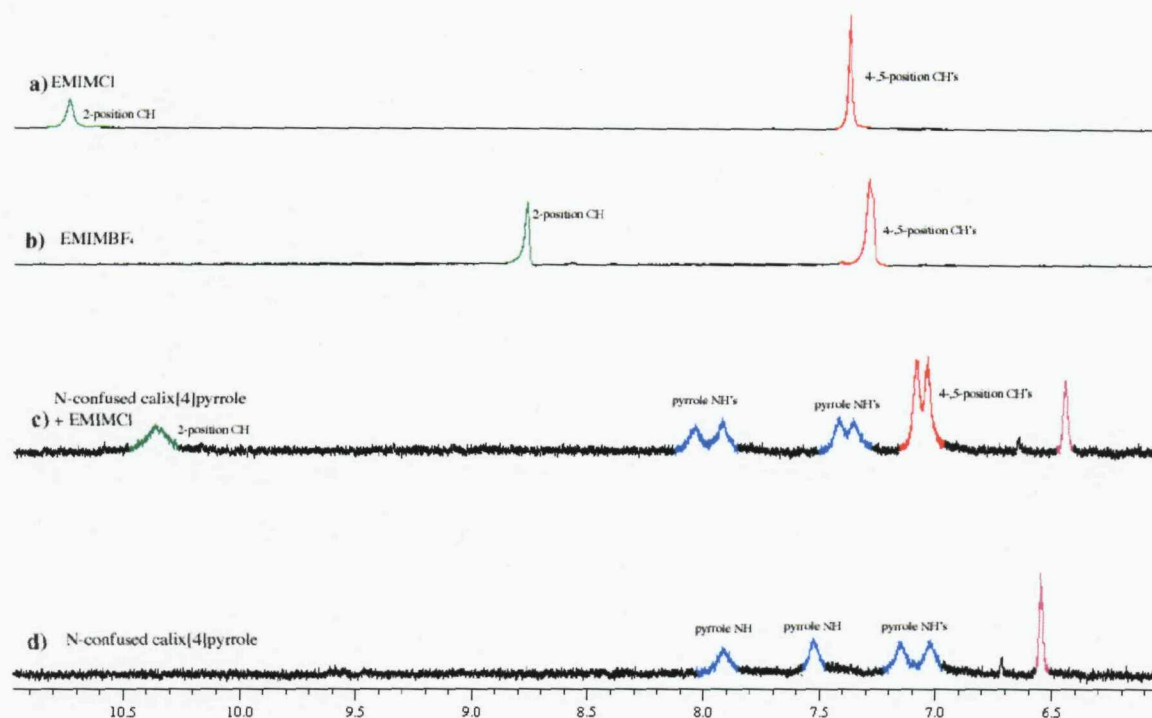 a) EMIMCl
2-position CH
4-,5-position CH's
b) EMIMBF₄
2-position CH
4-,5-position CH's
N-confused calix[4]pyrrole
c) + EMIMCl
2-position CH
pyrrole NH's
pyrrole NH's
4-,5-position CH's
d) N-confused calix[4]pyrrole
pyrrole NH
pyrrole NH
pyrrole NH's
10.5 10.0 9.5 9.0 8.5 8.0 7.5 7.0 6.5